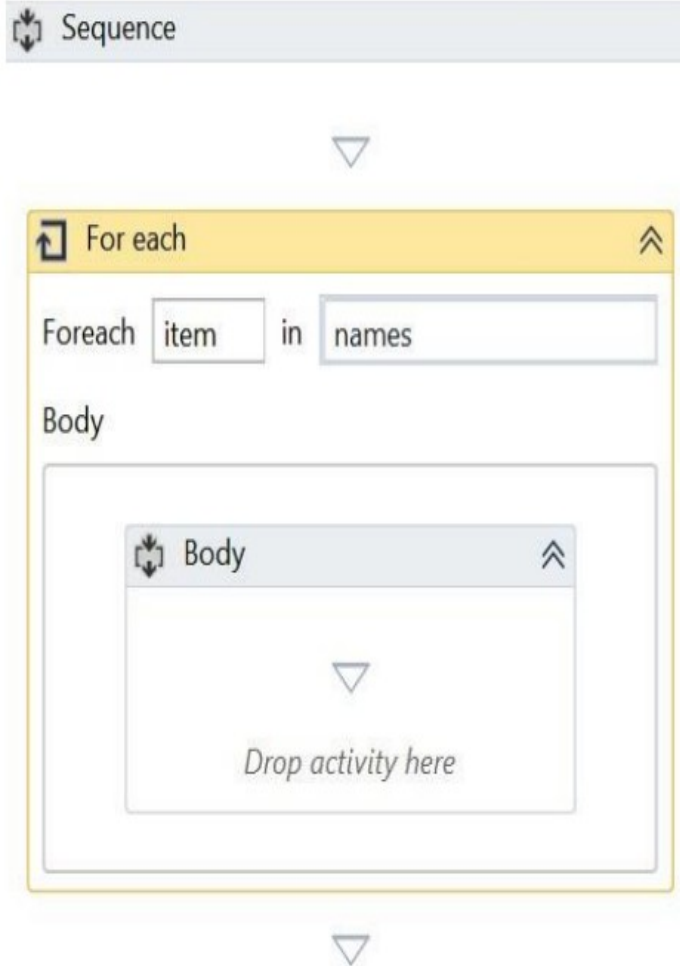 Sequence
For each
Foreach item in names
Body
Body
Drop activity here